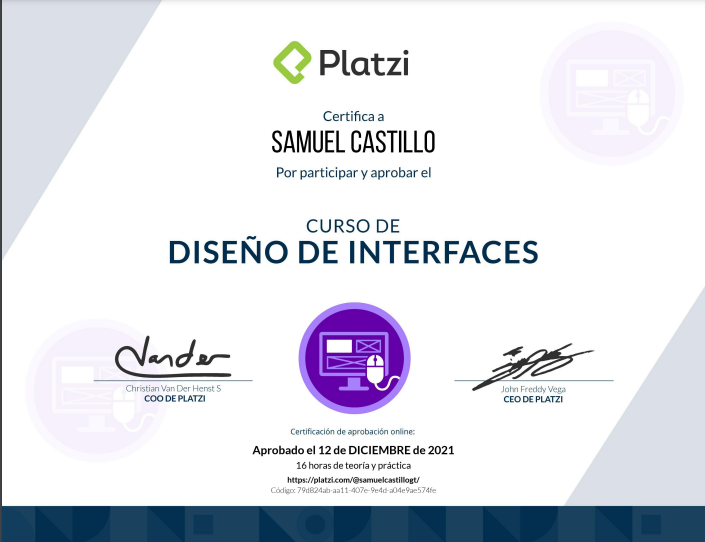 Platzi
Certifica a
SAMUEL CASTILLO
Por participar y aprobar el
CURSO DE
DISEÑO DE INTERFACES
Vander
Christian Van Der Henst S
COO DE PLATZI
John Freddy Vega
CEO DE PLATZI
Certificación de aprobación online:
Aprobado el 12 de DICIEMBRE de 2021
16 horas de teoría y práctica
https://platzi.com/@samuelcastillogt/
Código: 79d824ab-aa11-407e-9e4d-a04e9ae574fe